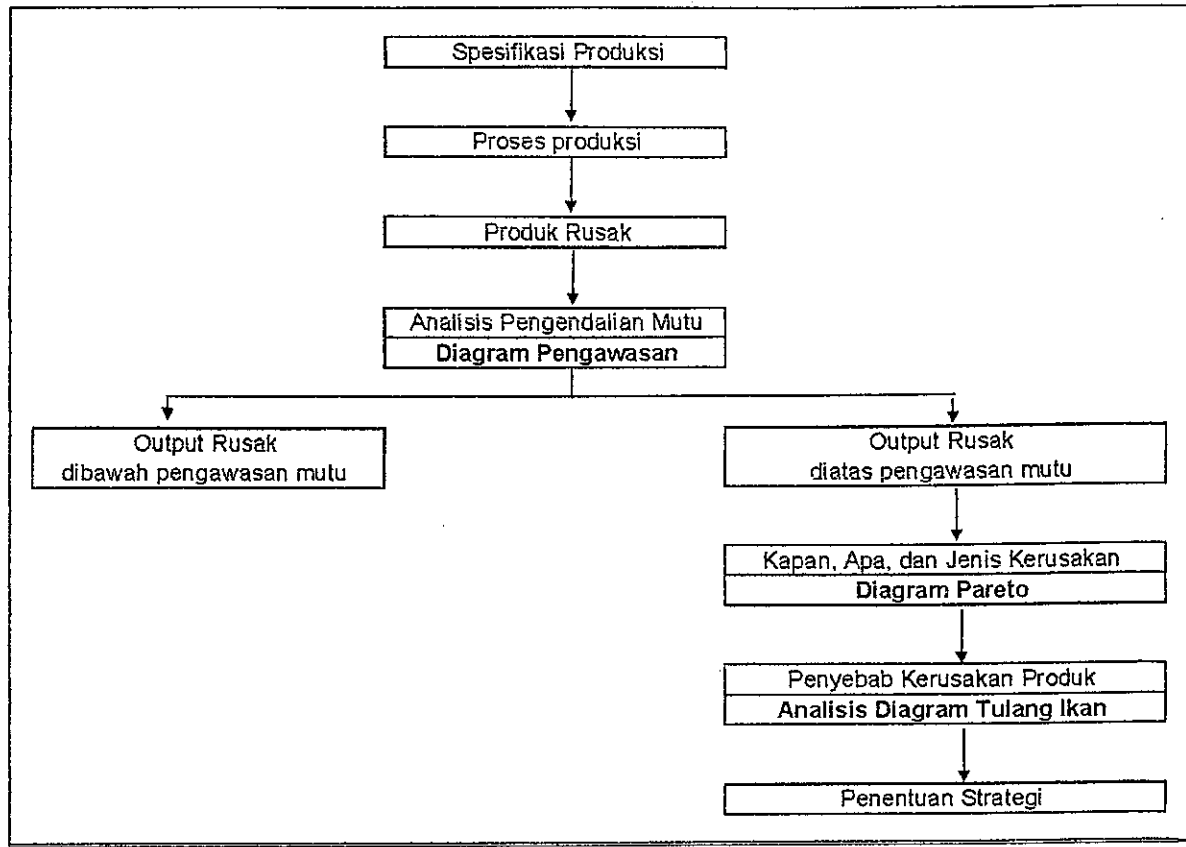 Spesifikasi Produksi
Proses produksi
Produk Rusak
Analisis Pengendalian Mutu
Diagram Pengawasan
Output Rusak
dibawah pengawasan mutu
Output Rusak
diatas pengawasan mutu
Kapan, Apa, dan Jenis Kerusakan
Diagram Pareto
Penyebab Kerusakan Produk
Analisis Diagram Tulang Ikan
Penentuan Strategi